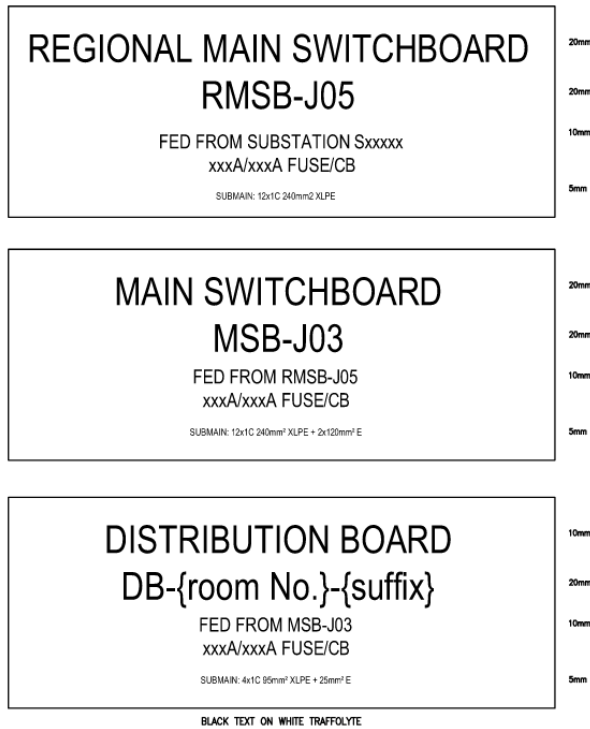 REGIONAL MAIN SWITCHBOARD 20mm
RMSB-J05 20mm
FED FROM SUBSTATION Sxxxxx 10mm
xxxA/xxxA FUSE/CB
SUBMAIN: 12x1C 240mm2 XLPE 5mm
MAIN SWITCHBOARD 20mm
MSB-J03 20mm
FED FROM RMSB-J05 10mm
xxxA/xxxA FUSE/CB
SUBMAIN: 12x1C 240mm² XLPE + 2x120mm² E 5mm
DISTRIBUTION BOARD 10mm
DB-{room No.}-{suffix} 20mm
FED FROM MSB-J03 10mm
xxxA/xxxA FUSE/CB
SUBMAIN: 4x1C 95mm² XLPE + 25mm² E 5mm
BLACK TEXT ON WHITE TRAFFOLYTE